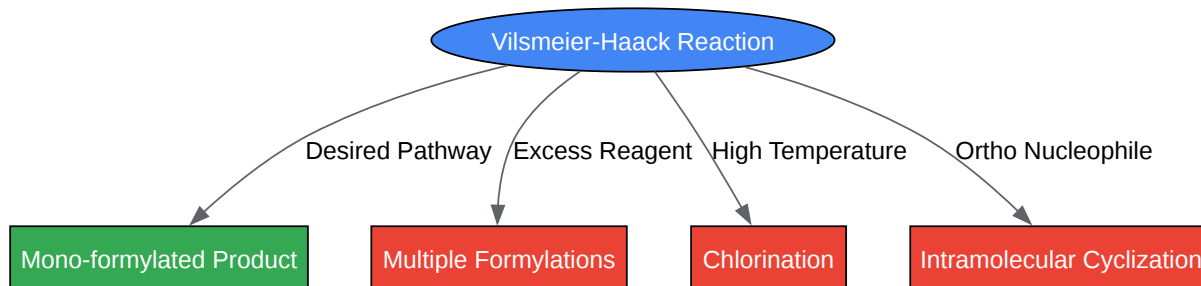 Vilsmeier-Haack Reaction
Desired Pathway
Excess Reagent
High Temperature
Ortho Nucleophile
Mono-formylated Product
Multiple Formylations
Chlorination
Intramolecular Cyclization